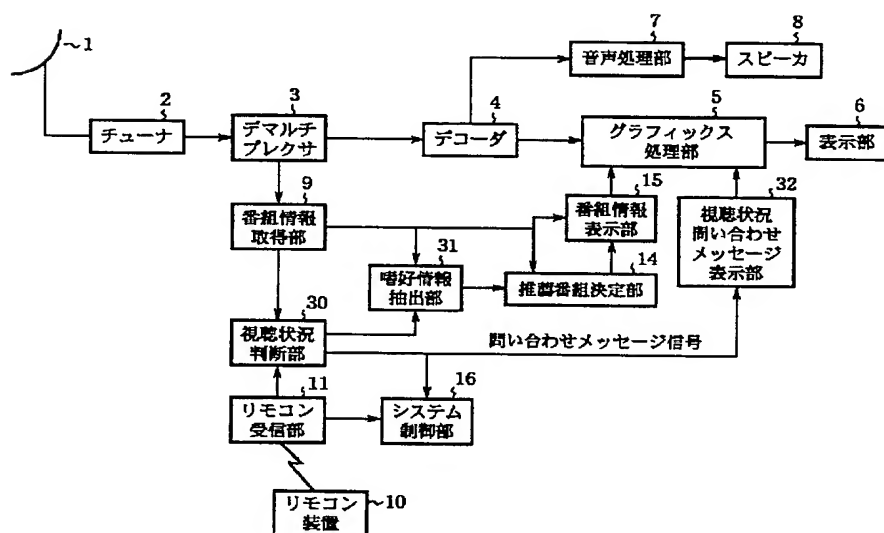 1
7
音声処理部
8
スピーカ
2
チューナ
3
デマルチ
プレクサ
4
デコーダ
5
グラフィックス
処理部
6
表示部
9
番組情報
取得部
15
番組情報
表示部
32
視聴状況
問い合わせ
メッセージ
表示部
31
嗜好情報
抽出部
14
推薦番組決定部
30
視聴状況
判断部
問い合わせメッセージ信号
11
リモコン
受信部
16
システム
制御部
リモコン
装置
10